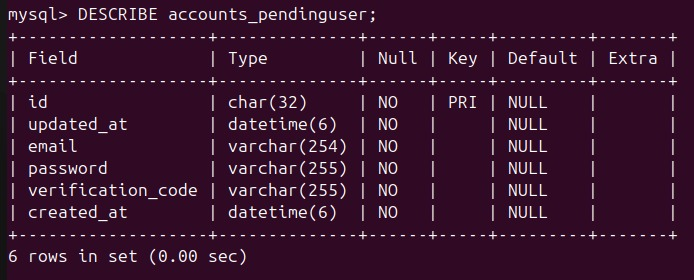 mysql> DESCRIBE accounts_pendinguser;
+-------------------+--------------+------+-----+---------+-------+
| Field             | Type         | Null | Key | Default | Extra |
+-------------------+--------------+------+-----+---------+-------+
| id                | char(32)     | NO   | PRI | NULL    |       |
| updated_at        | datetime(6)  | NO   |     | NULL    |       |
| email             | varchar(254) | NO   |     | NULL    |       |
| password          | varchar(255) | NO   |     | NULL    |       |
| verification_code | varchar(255) | NO   |     | NULL    |       |
| created_at        | datetime(6)  | NO   |     | NULL    |       |
+-------------------+--------------+------+-----+---------+-------+
6 rows in set (0.00 sec)